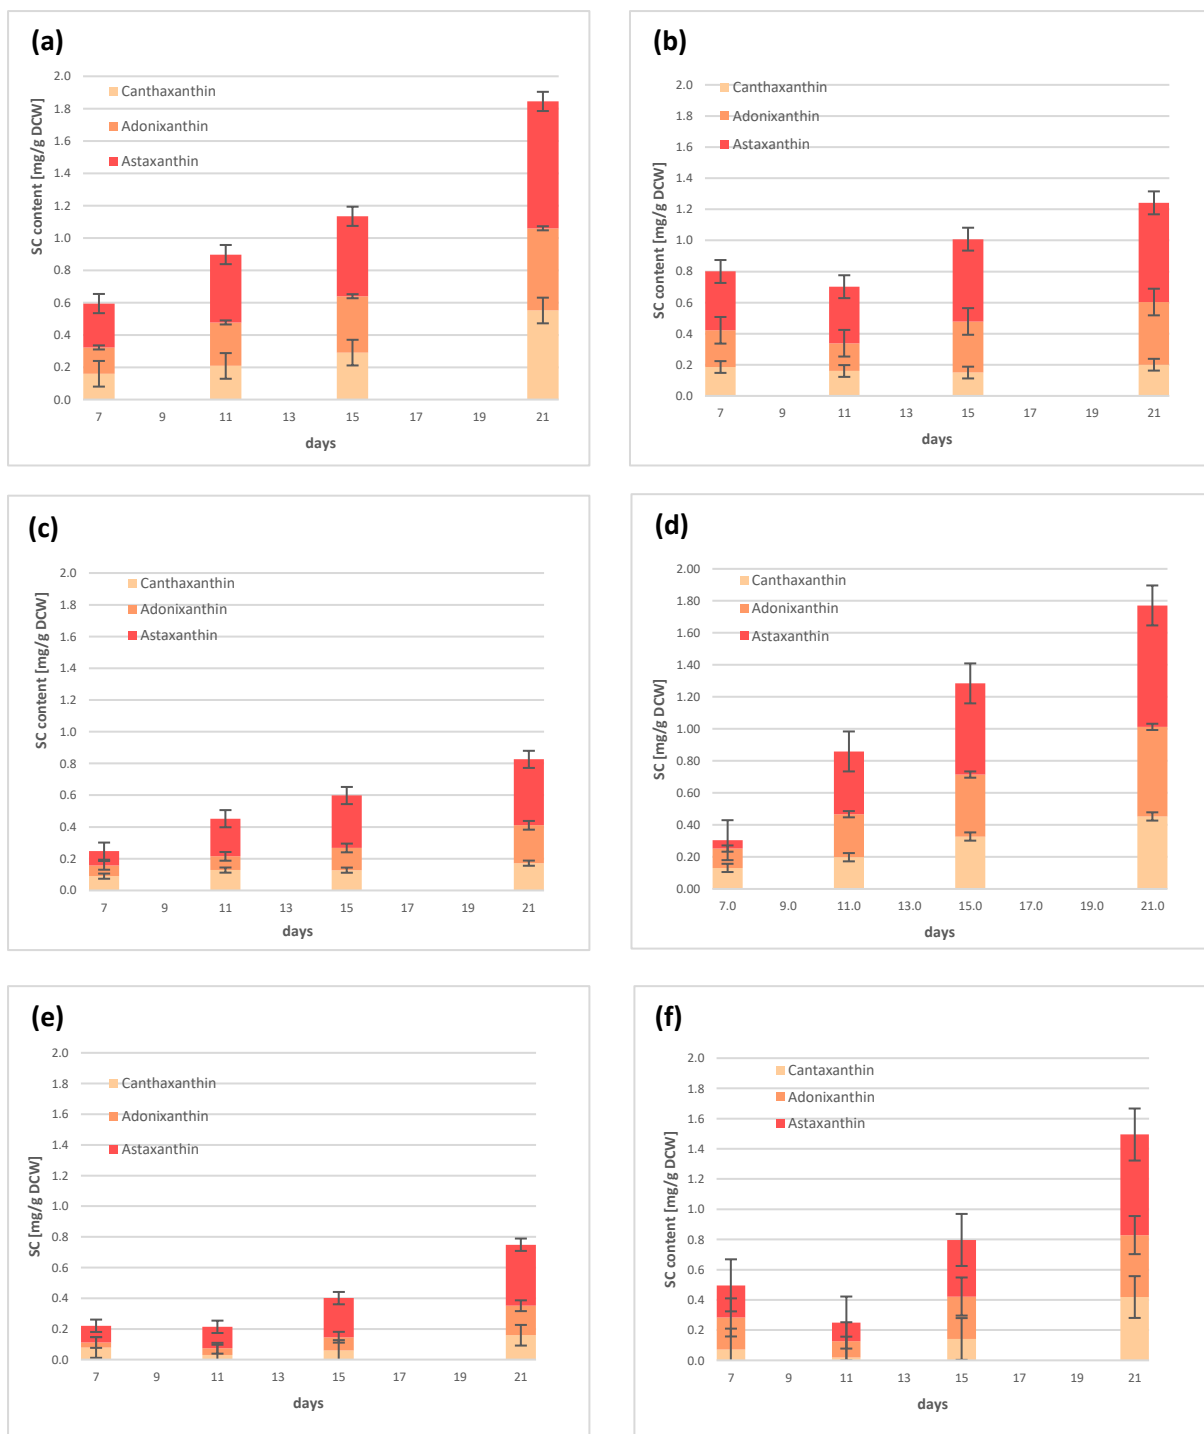 (a)
SC content [mg/g DCW]
2.0
1.8
1.6
1.4
1.2
1.0
0.8
0.6
0.4
0.2
0.0
Canthaxanthin
Adonixanthin
Astaxanthin
7 9 11 13 15 17 19 21
days
(b)
SC content [mg/g DCW]
2.0
1.8
1.6
1.4
1.2
1.0
0.8
0.6
0.4
0.2
0.0
Canthaxanthin
Adonixanthin
Astaxanthin
7 9 11 13 15 17 19 21
days
(c)
SC content [mg/g DCW]
2.0
1.8
1.6
1.4
1.2
1.0
0.8
0.6
0.4
0.2
0.0
Canthaxanthin
Adonixanthin
Astaxanthin
7 9 11 13 15 17 19 21
days
(d)
SC [mg/g DCW]
2.00
1.80
1.60
1.40
1.20
1.00
0.80
0.60
0.40
0.20
0.00
Canthaxanthin
Adonixanthin
Astaxanthin
7.0 9.0 11.0 13.0 15.0 17.0 19.0 21.0
days
(e)
SC [mg/g DCW]
2.0
1.8
1.6
1.4
1.2
1.0
0.8
0.6
0.4
0.2
0.0
Canthaxanthin
Adonixanthin
Astaxanthin
7 9 11 13 15 17 19 21
days
(f)
SC content [mg/g DCW]
2.0
1.8
1.6
1.4
1.2
1.0
0.8
0.6
0.4
0.2
0.0
Cantaxanthin
Adonixanthin
Astaxanthin
7 9 11 13 15 17 19 21
days